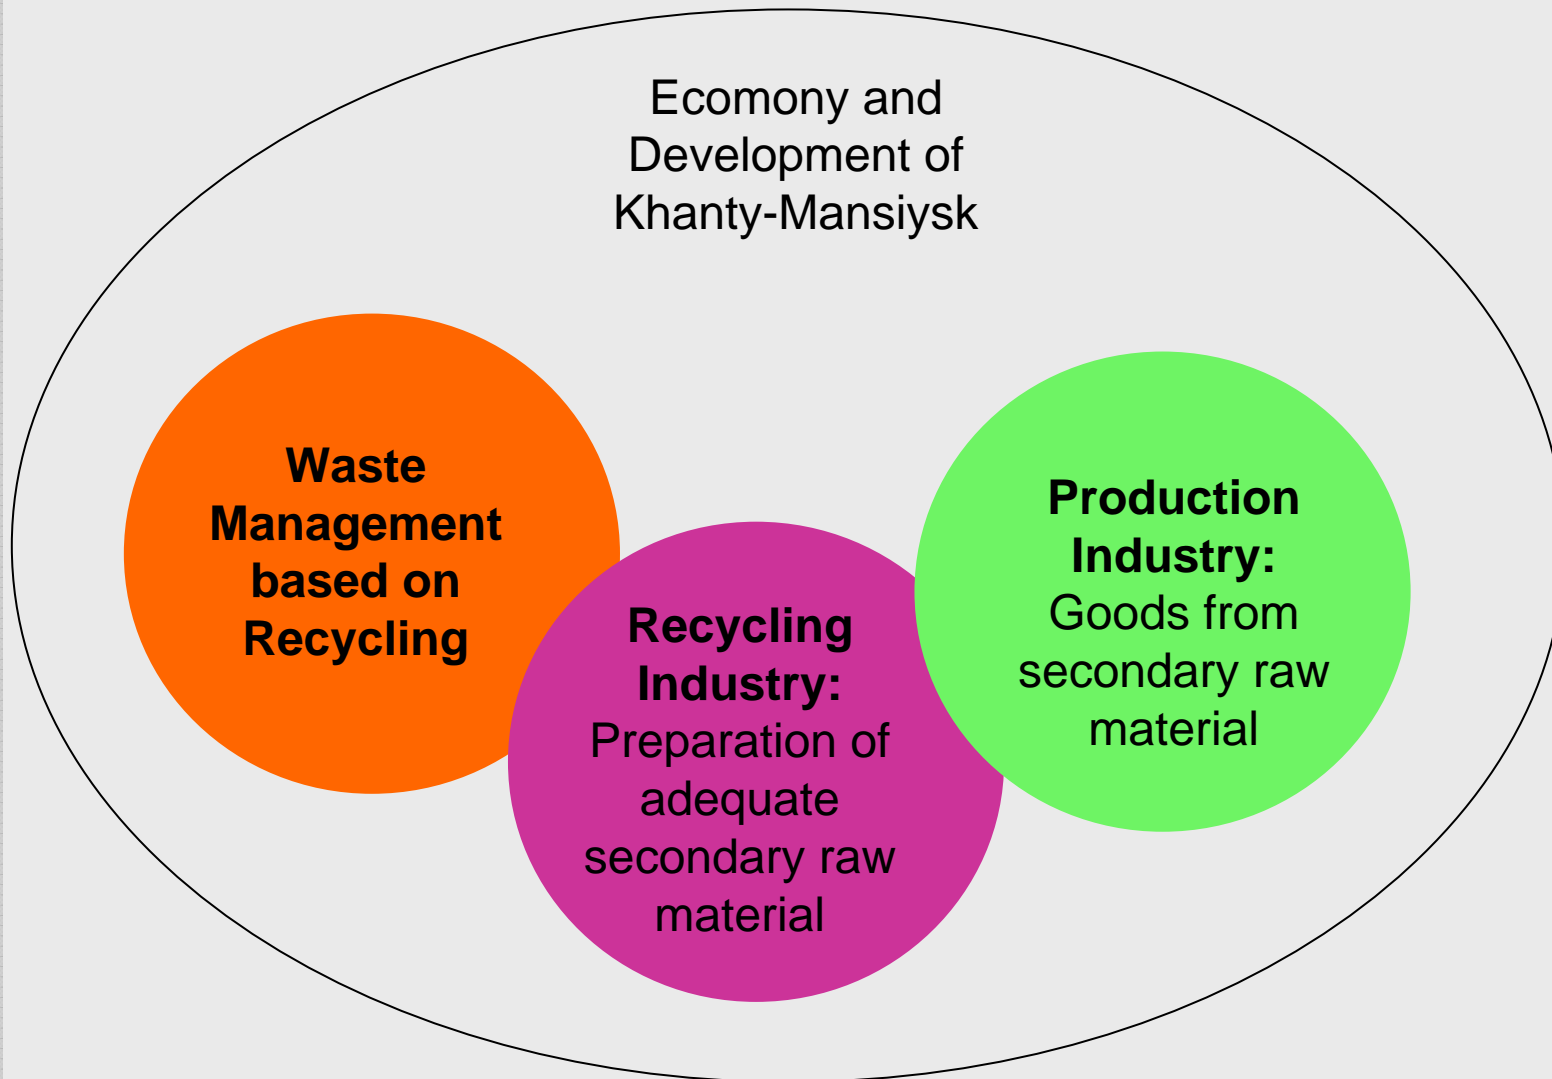 Ecomony and
Development of
Khanty-Mansiysk
Waste
Management
based on
Recycling
Recycling
Industry:
Preparation of
adequate
secondary raw
material
Production
Industry:
Goods from
secondary raw
material